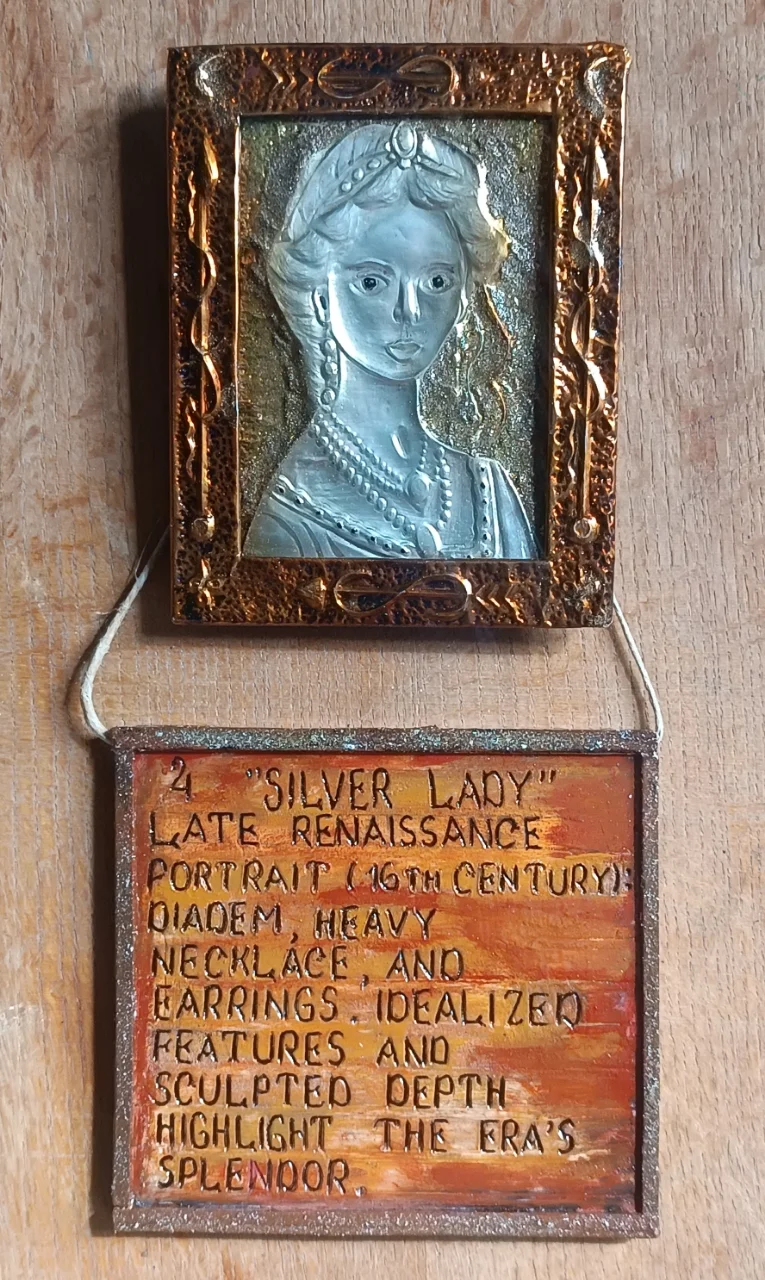 2 "SILVER LADY"
LATE RENAISSANCE
PORTRAIT (16TH CENTURY):
DIADEM, HEAVY
NECKLACE, AND
EARRINGS. IDEALIZED
FEATURES AND
SCULPTED DEPTH
HIGHLIGHT THE ERA'S
SPLENDOR.